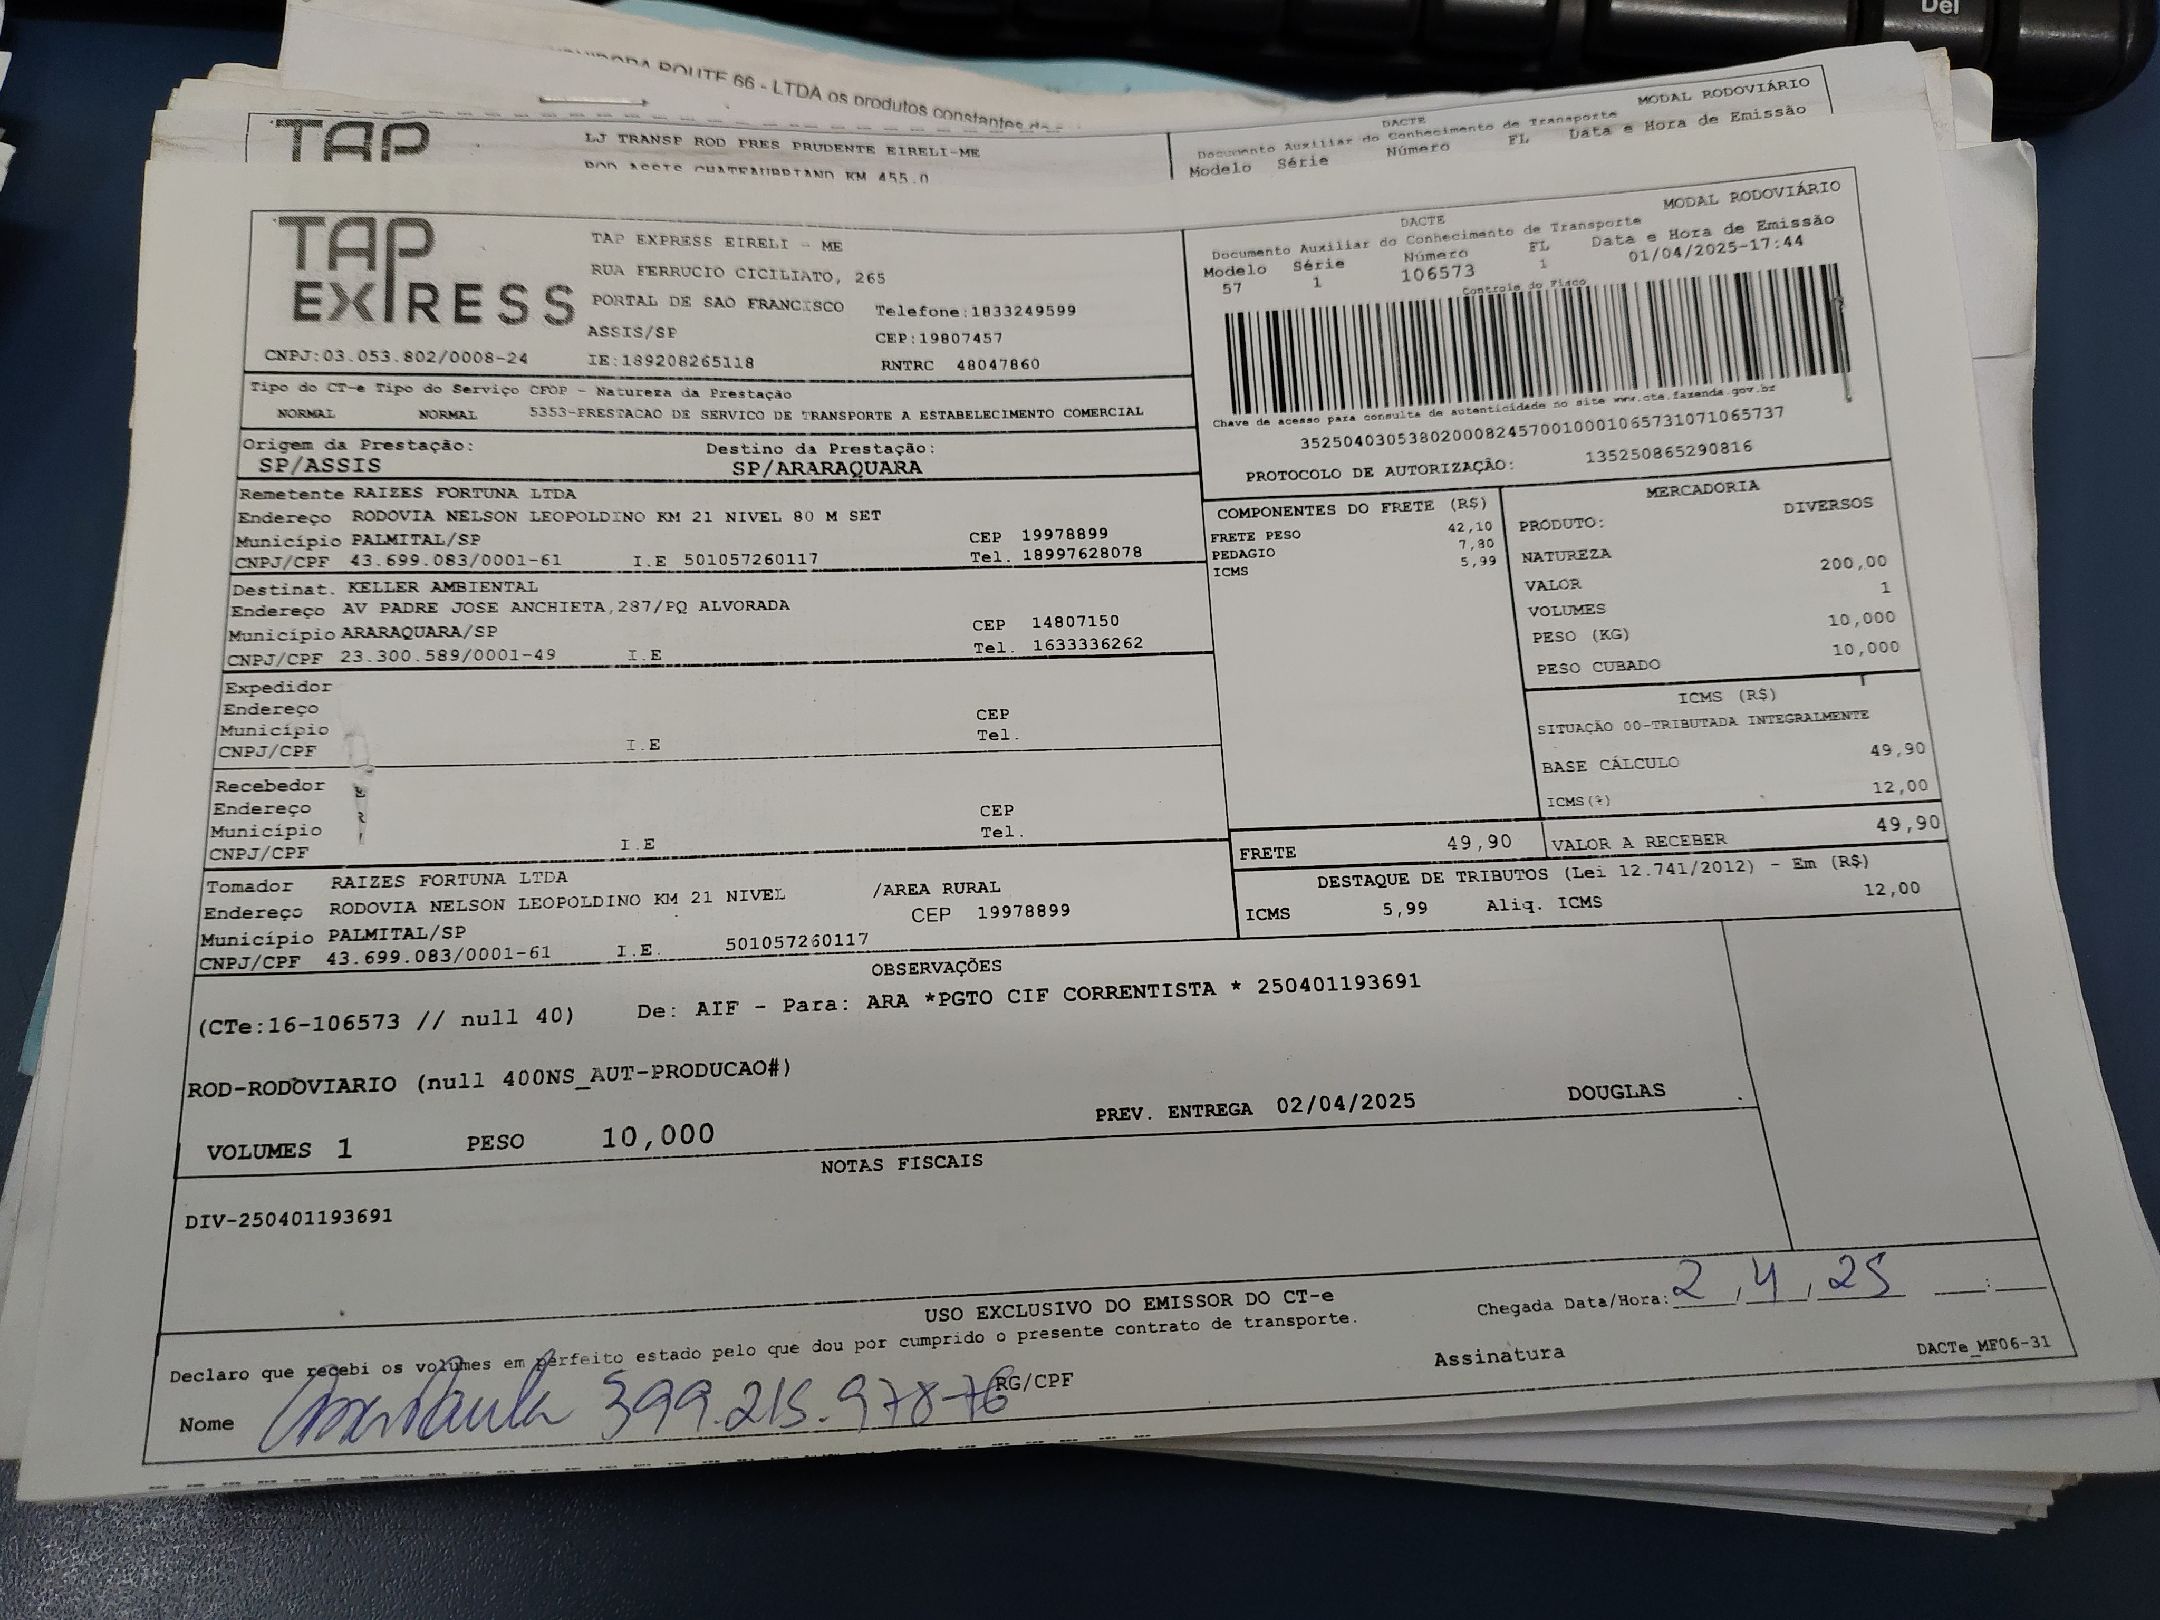 Del
ROUTE 66 - LTDA os produtos constantes
TAP
LJ TRANSP ROD PRES PRUDENTE EIRELI-ME
ROD ASSIS CHATEAUBRIAND KM 455.0
DACTE
MODAL RODOVIÁRIO
Documento Auxiliar do Conhecimento de Transporte
Modelo Série Número FL Data e Hora de Emissão
TAP EXPRESS
TAP EXPRESS EIRELI - ME
RUA FERRUCIO CICILIATO, 265
PORTAL DE SAO FRANCISCO Telefone:1833249599
ASSIS/SP CEP:19807457
CNPJ:03.053.802/0008-24 IE:189208265118 RNTRC 48047860
DACTE
MODAL RODOVIÁRIO
Documento Auxiliar do Conhecimento de Transporte
Modelo Série Número FL Data e Hora de Emissão
57 1 106573 1 01/04/2025-17:44
Controle do Fisco
Chave de acesso para consulta de autenticidade no site www.cte.fazenda.gov.br
35250403053802000824570010001065731071065737
PROTOCOLO DE AUTORIZAÇÃO: 135250865290816
Tipo do CT-e Tipo do Serviço CFOP - Natureza da Prestação
NORMAL NORMAL 5353-PRESTACAO DE SERVICO DE TRANSPORTE A ESTABELECIMENTO COMERCIAL
Origem da Prestação: Destino da Prestação:
SP/ASSIS SP/ARARAQUARA
Remetente RAIZES FORTUNA LTDA
Endereço RODOVIA NELSON LEOPOLDINO KM 21 NIVEL 80 M SET
Município PALMITAL/SP CEP 19978899
CNPJ/CPF 43.699.083/0001-61 I.E 501057260117 Tel. 18997628078
Destinat. KELLER AMBIENTAL
Endereço AV PADRE JOSE ANCHIETA,287/PQ ALVORADA
Município ARARAQUARA/SP CEP 14807150
CNPJ/CPF 23.300.589/0001-49 I.E Tel. 1633336262
Expedidor
Endereço
Município CEP
CNPJ/CPF I.E Tel.
Recebedor
Endereço
Município CEP
CNPJ/CPF I.E Tel.
Tomador RAIZES FORTUNA LTDA
Endereço RODOVIA NELSON LEOPOLDINO KM 21 NIVEL /AREA RURAL
Município PALMITAL/SP CEP 19978899
CNPJ/CPF 43.699.083/0001-61 I.E. 501057260117
COMPONENTES DO FRETE (R$)
FRETE PESO 42,10
PEDAGIO 7,80
ICMS 5,99
MERCADORIA
PRODUTO: DIVERSOS
NATUREZA
VALOR 200,00
VOLUMES 1
PESO (KG) 10,000
PESO CUBADO 10,000
ICMS (R$)
SITUAÇÃO 00-TRIBUTADA INTEGRALMENTE
BASE CÁLCULO 49,90
ICMS(%) 12,00
FRETE 49,90 VALOR A RECEBER 49,90
DESTAQUE DE TRIBUTOS (Lei 12.741/2012) - Em (R$)
ICMS 5,99 Aliq. ICMS 12,00
OBSERVAÇÕES
(CTe:16-106573 // null 40) De: AIF - Para: ARA *PGTO CIF CORRENTISTA * 250401193691
ROD-RODOVIARIO (null 400NS_AUT-PRODUCAO#)
VOLUMES 1 PESO 10,000 PREV. ENTREGA 02/04/2025 DOUGLAS
NOTAS FISCAIS
DIV-250401193691
USO EXCLUSIVO DO EMISSOR DO CT-e
Declaro que recebi os volumes em perfeito estado pelo que dou por cumprido o presente contrato de transporte.
Chegada Data/Hora: 2, 4, 25
Nome 399.215.978-76 RG/CPF Assinatura
DACTe_MF06-31